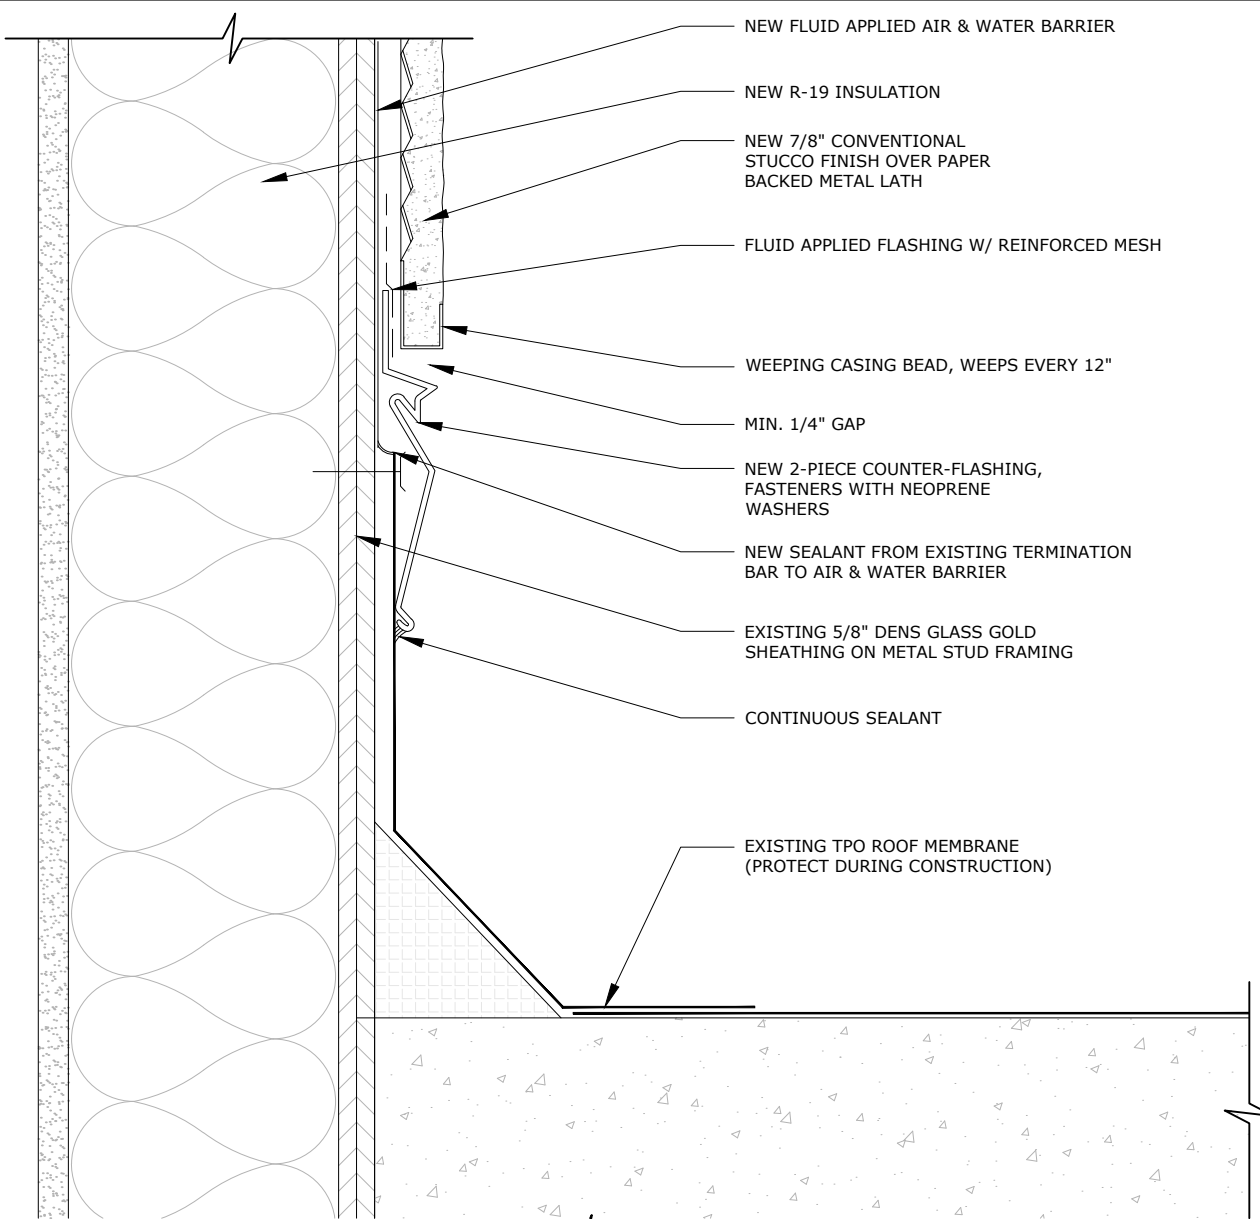 NEW FLUID APPLIED AIR & WATER BARRIER
NEW R-19 INSULATION
NEW 7/8" CONVENTIONAL
STUCCO FINISH OVER PAPER
BACKED METAL LATH
FLUID APPLIED FLASHING W/ REINFORCED MESH
WEEPING CASING BEAD, WEEPS EVERY 12"
MIN. 1/4" GAP
NEW 2-PIECE COUNTER-FLASHING,
FASTENERS WITH NEOPRENE
WASHERS
NEW SEALANT FROM EXISTING TERMINATION
BAR TO AIR & WATER BARRIER
EXISTING 5/8" DENS GLASS GOLD
SHEATHING ON METAL STUD FRAMING
CONTINUOUS SEALANT
EXISTING TPO ROOF MEMBRANE
(PROTECT DURING CONSTRUCTION)